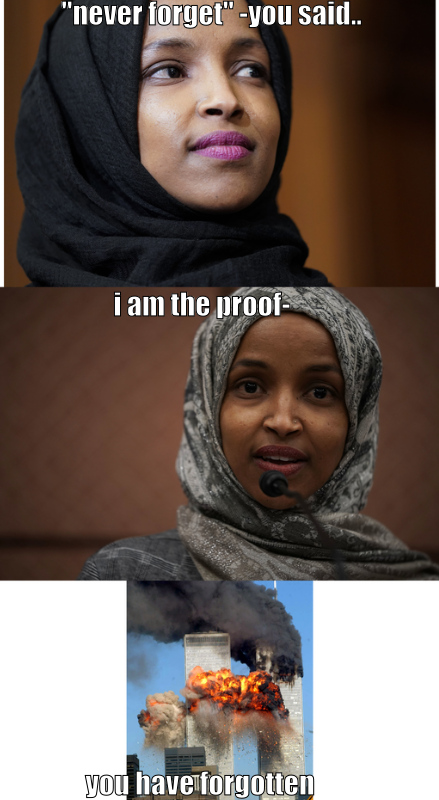 "never forget" -you said..
i am the proof-
you have forgotten